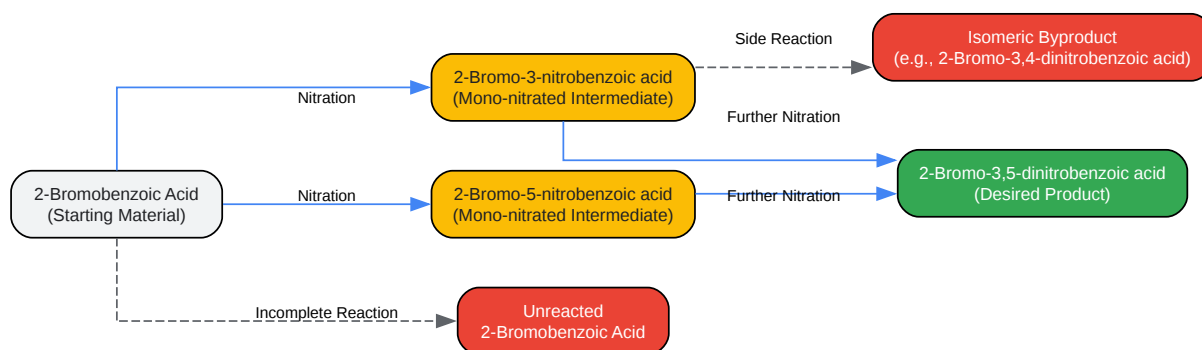 Side Reaction
Isomeric Byproduct
(e.g., 2-Bromo-3,4-dinitrobenzoic acid)
2-Bromo-3-nitrobenzoic acid
(Mono-nitrated Intermediate)
Nitration
Further Nitration
2-Bromobenzoic Acid
(Starting Material)
Nitration
2-Bromo-5-nitrobenzoic acid
(Mono-nitrated Intermediate)
Further Nitration
2-Bromo-3,5-dinitrobenzoic acid
(Desired Product)
Incomplete Reaction
Unreacted
2-Bromobenzoic Acid